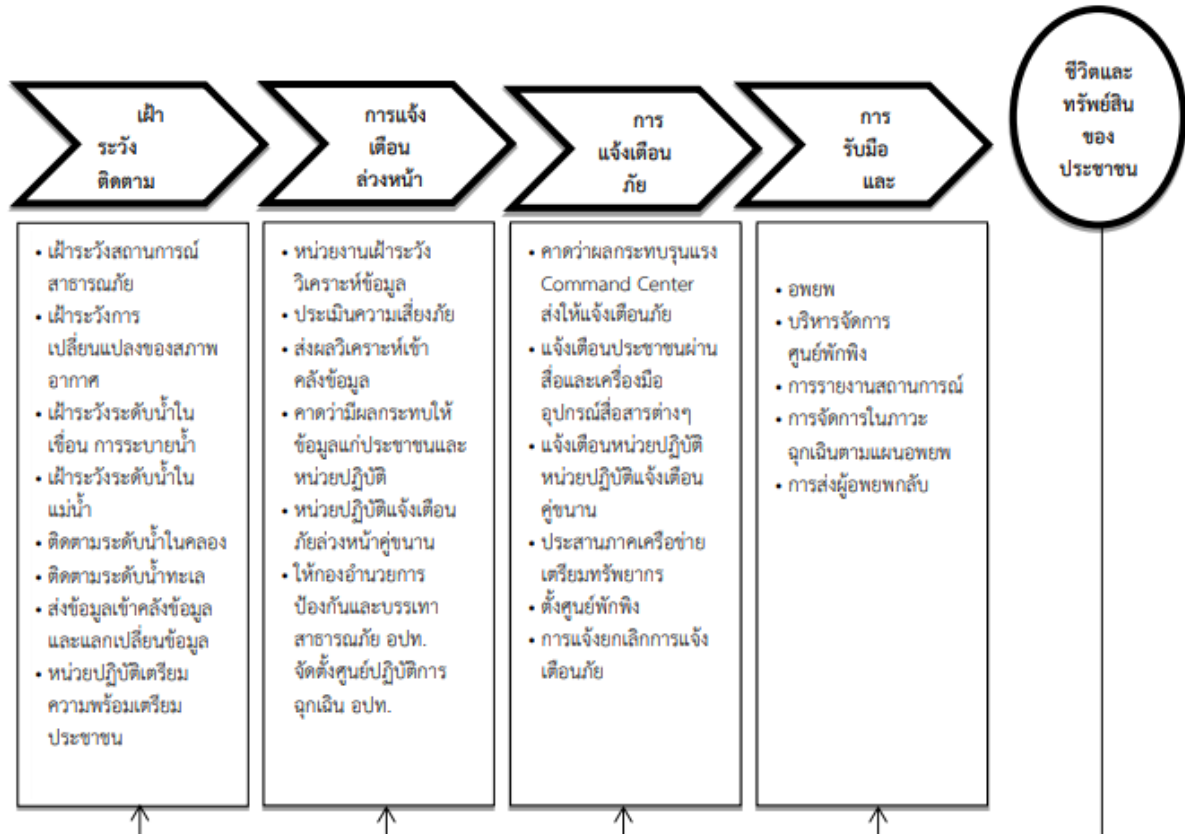 เฝ้า
ระวัง
ติดตาม
การแจ้ง
เตือน
ล่วงหน้า
การ
แจ้งเตือน
ภัย
การ
รับมือ
และ
ชีวิตและ
ทรัพย์สิน
ของ
ประชาชน
• เฝ้าระวังสถานการณ์
สาธารณภัย
• เฝ้าระวังการ
เปลี่ยนแปลงของสภาพ
อากาศ
• เฝ้าระวังระดับน้ำใน
เขื่อน การระบายน้ำ
• เฝ้าระวังระดับน้ำใน
แม่น้ำ
• ติดตามระดับน้ำในคลอง
• ติดตามระดับน้ำทะเล
• ส่งข้อมูลเข้าคลังข้อมูล
และแลกเปลี่ยนข้อมูล
• หน่วยปฏิบัติเตรียม
ความพร้อมเตรียม
ประชาชน
• หน่วยงานเฝ้าระวัง
วิเคราะห์ข้อมูล
• ประเมินความเสี่ยงภัย
• ส่งผลวิเคราะห์เข้า
คลังข้อมูล
• คาดว่ามีผลกระทบให้
ข้อมูลแก่ประชาชนและ
หน่วยปฏิบัติ
• หน่วยปฏิบัติแจ้งเตือน
ภัยล่วงหน้าคู่ขนาน
• ให้กองอำนวยการ
ป้องกันและบรรเทา
สาธารณภัย อปท.
จัดตั้งศูนย์ปฏิบัติการ
ฉุกเฉิน อปท.
• คาดว่าผลกระทบรุนแรง
Command Center
ส่งให้แจ้งเตือนภัย
• แจ้งเตือนประชาชนผ่าน
สื่อและเครื่องมือ
อุปกรณ์สื่อสารต่างๆ
• แจ้งเตือนหน่วยปฏิบัติ
หน่วยปฏิบัติแจ้งเตือน
คู่ขนาน
• ประสานภาคเครือข่าย
เตรียมทรัพยากร
• ตั้งศูนย์พักพิง
• การแจ้งยกเลิกการแจ้ง
เตือนภัย
• อพยพ
• บริหารจัดการ
ศูนย์พักพิง
• การรายงานสถานการณ์
• การจัดการในภาวะ
ฉุกเฉินตามแผนอพยพ
• การส่งผู้อพยพกลับ